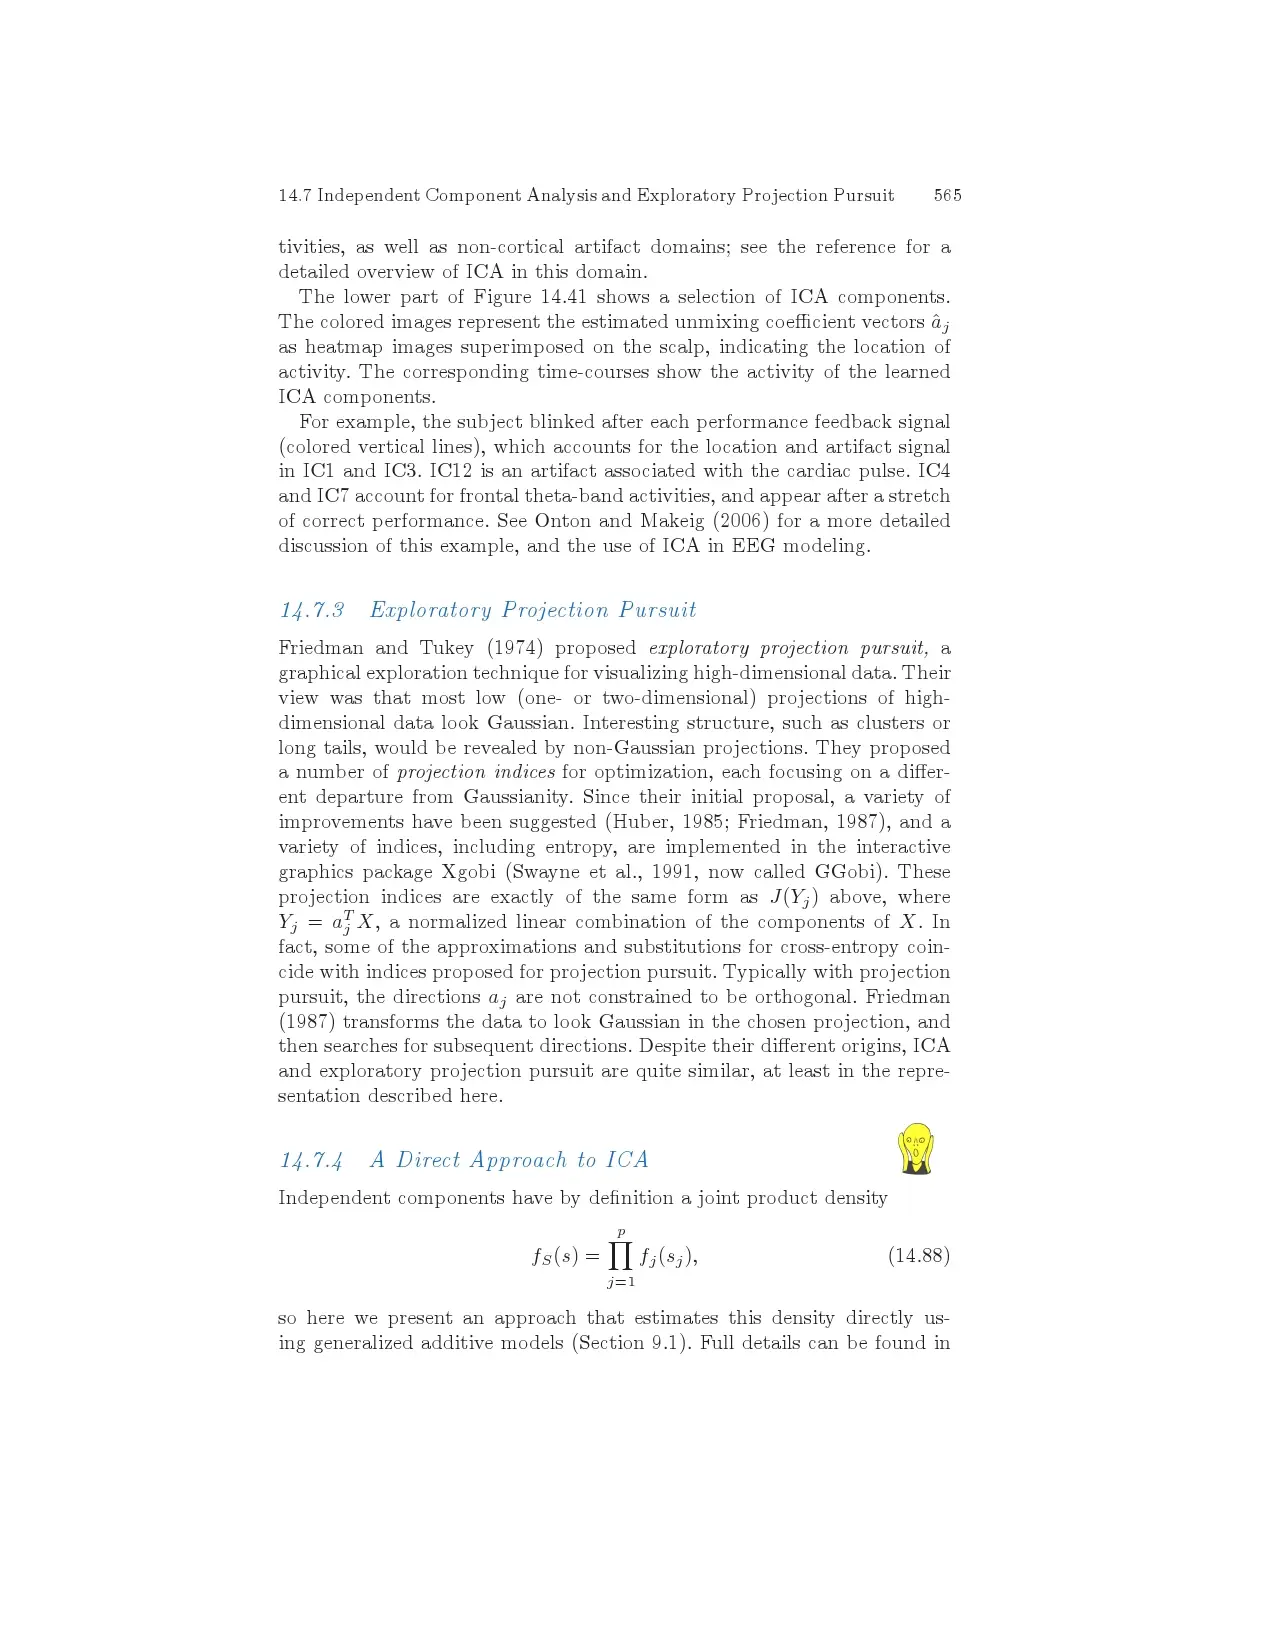 14.7 Independent Component Analysis and Exploratory Projection Pursuit 565
tivities, as well as non-cortical artifact domains; see the reference for a
detailed overview of ICA in this domain.
The lower part of Figure 14.41 shows a selection of ICA components.
The colored images represent the estimated unmixing coefficient vectors âⱼ
as heatmap images superimposed on the scalp, indicating the location of
activity. The corresponding time-courses show the activity of the learned
ICA components.
For example, the subject blinked after each performance feedback signal
(colored vertical lines), which accounts for the location and artifact signal
in IC1 and IC3. IC12 is an artifact associated with the cardiac pulse. IC4
and IC7 account for frontal theta-band activities, and appear after a stretch
of correct performance. See Onton and Makeig (2006) for a more detailed
discussion of this example, and the use of ICA in EEG modeling.
14.7.3 Exploratory Projection Pursuit
Friedman and Tukey (1974) proposed exploratory projection pursuit, a
graphical exploration technique for visualizing high-dimensional data. Their
view was that most low (one- or two-dimensional) projections of high-
dimensional data look Gaussian. Interesting structure, such as clusters or
long tails, would be revealed by non-Gaussian projections. They proposed
a number of projection indices for optimization, each focusing on a differ-
ent departure from Gaussianity. Since their initial proposal, a variety of
improvements have been suggested (Huber, 1985; Friedman, 1987), and a
variety of indices, including entropy, are implemented in the interactive
graphics package Xgobi (Swayne et al., 1991, now called GGobi). These
projection indices are exactly of the same form as J(Yⱼ) above, where
Yⱼ = aⱼᵀX, a normalized linear combination of the components of X. In
fact, some of the approximations and substitutions for cross-entropy coin-
cide with indices proposed for projection pursuit. Typically with projection
pursuit, the directions aⱼ are not constrained to be orthogonal. Friedman
(1987) transforms the data to look Gaussian in the chosen projection, and
then searches for subsequent directions. Despite their different origins, ICA
and exploratory projection pursuit are quite similar, at least in the repre-
sentation described here.
14.7.4 A Direct Approach to ICA
Independent components have by definition a joint product density
f_S(s) = ∏_{j=1}^{p} f_j(s_j), (14.88)
so here we present an approach that estimates this density directly us-
ing generalized additive models (Section 9.1). Full details can be found in